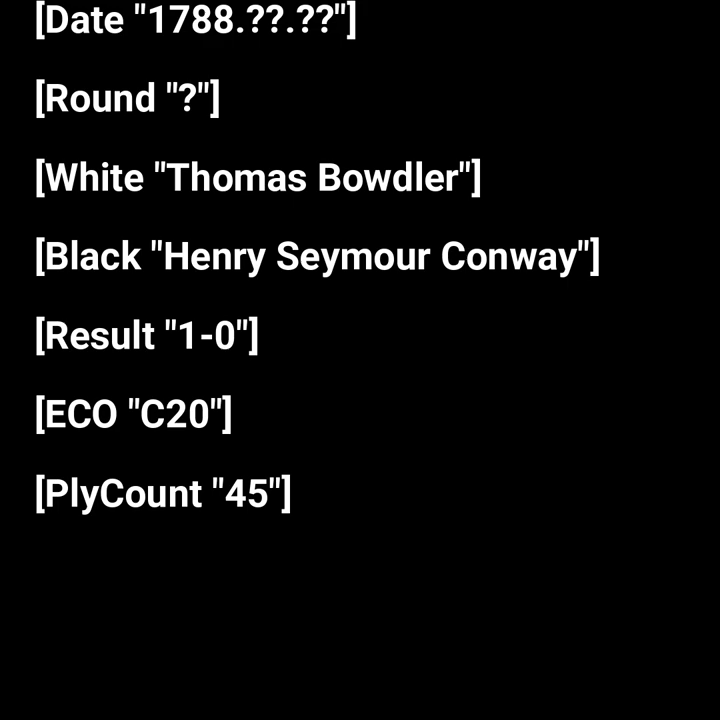 [Date "1788.??.??"]
[Round "?"]
[White "Thomas Bowdler"]
[Black "Henry Seymour Conway"]
[Result "1-0"]
[ECO "C20"]
[PlyCount "45"]